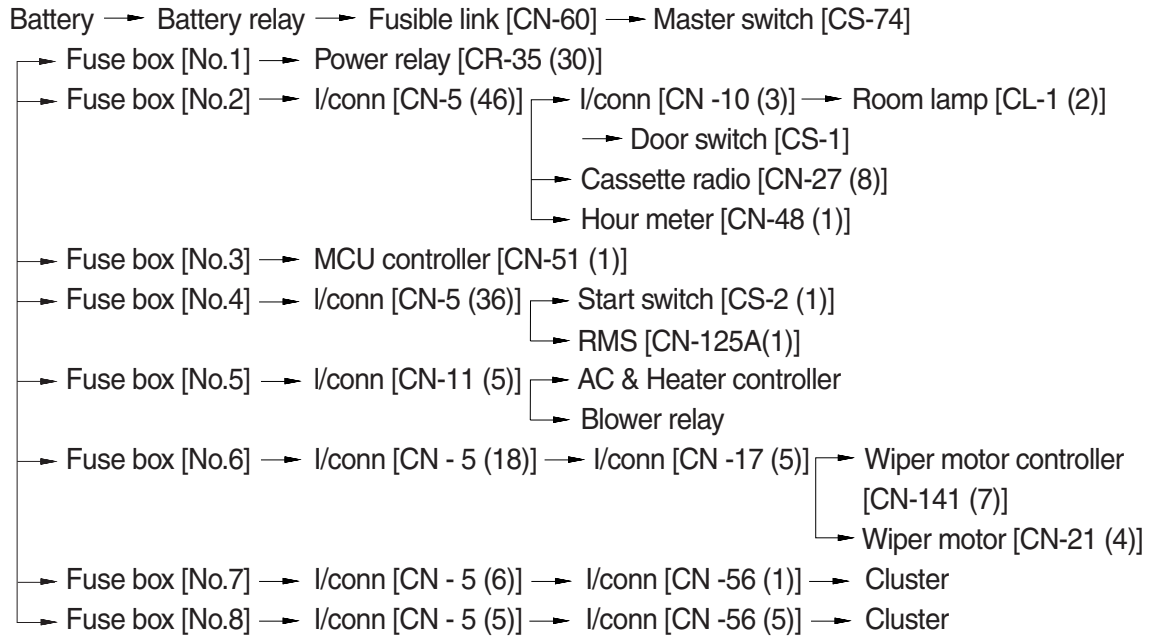 Battery → Battery relay → Fusible link [CN-60] → Master switch [CS-74]
→ Fuse box [No.1] → Power relay [CR-35 (30)]
→ Fuse box [No.2] → I/conn [CN-5 (46)] → I/conn [CN -10 (3)] → Room lamp [CL-1 (2)]
→ Door switch [CS-1]
→ Cassette radio [CN-27 (8)]
→ Hour meter [CN-48 (1)]
→ Fuse box [No.3] → MCU controller [CN-51 (1)]
→ Fuse box [No.4] → I/conn [CN-5 (36)] → Start switch [CS-2 (1)]
→ RMS [CN-125A(1)]
→ Fuse box [No.5] → I/conn [CN-11 (5)] → AC & Heater controller
→ Blower relay
→ Fuse box [No.6] → I/conn [CN - 5 (18)] → I/conn [CN -17 (5)] → Wiper motor controller
[CN-141 (7)]
→ Wiper motor [CN-21 (4)]
→ Fuse box [No.7] → I/conn [CN - 5 (6)] → I/conn [CN -56 (1)] → Cluster
→ Fuse box [No.8] → I/conn [CN - 5 (5)] → I/conn [CN -56 (5)] → Cluster